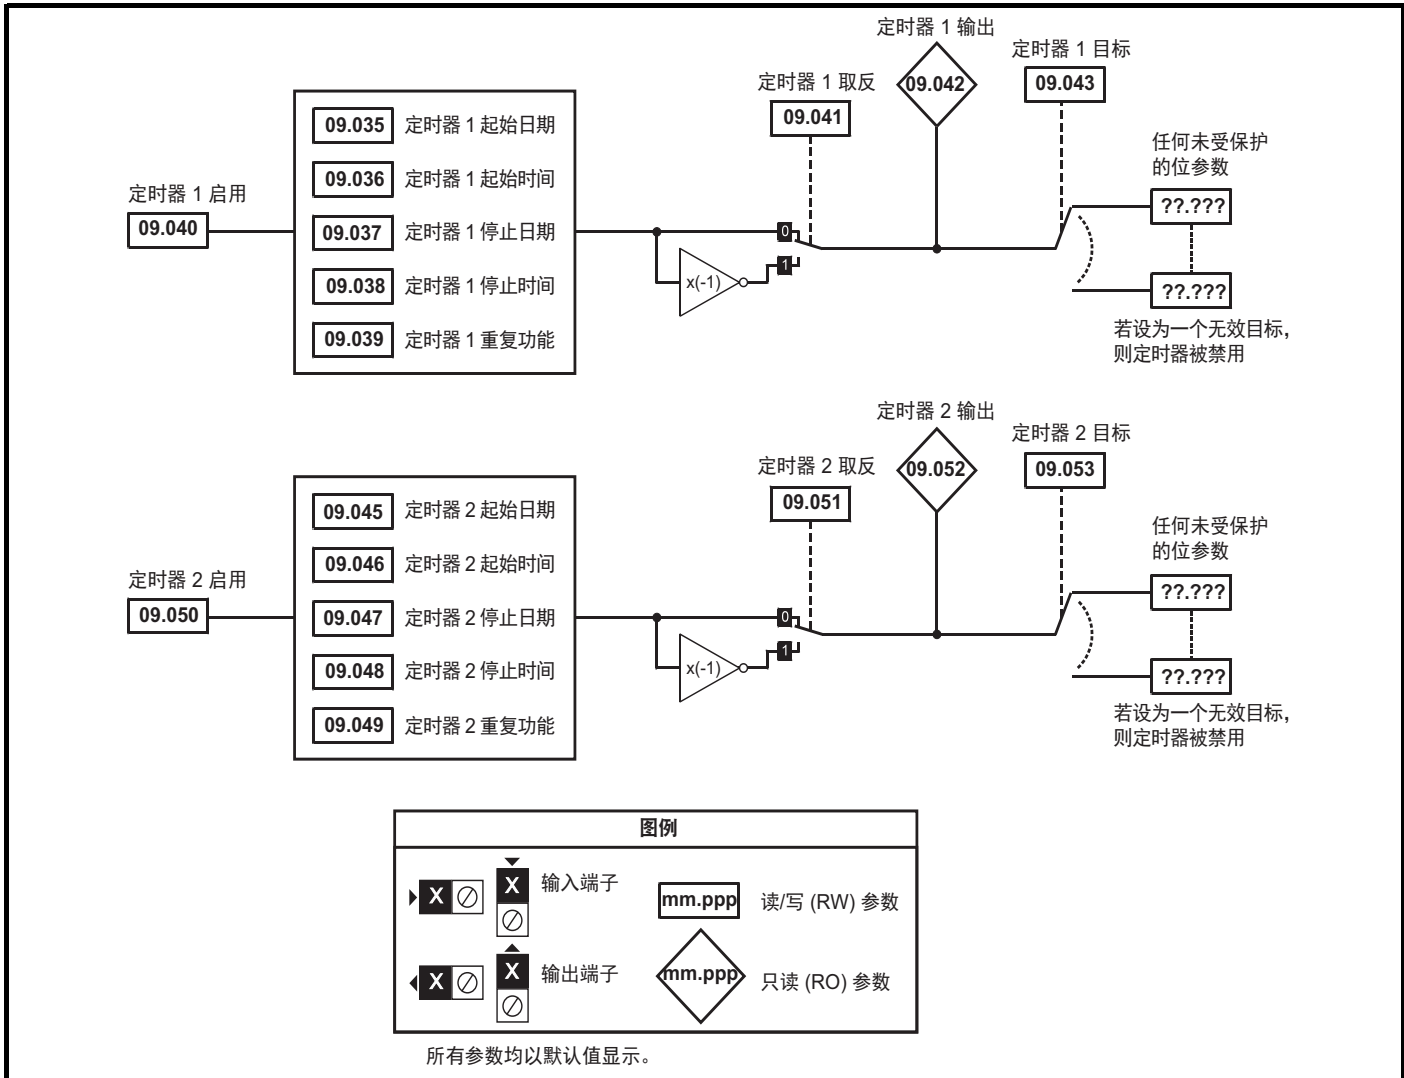 定时器 1 输出
定时器 1 目标
定时器 1 取反
09.042
09.043
09.041
09.035 定时器 1 起始日期
任何未受保护
的位参数
09.036 定时器 1 起始时间
定时器 1 启用
??.???
09.040
09.037 定时器 1 停止日期
0
1
09.038 定时器 1 停止时间
x(-1)
??.???
09.039 定时器 1 重复功能
若设为一个无效目标，
则定时器被禁用
定时器 2 输出
定时器 2 目标
定时器 2 取反
09.052
09.053
09.051
09.045 定时器 2 起始日期
任何未受保护
的位参数
09.046 定时器 2 起始时间
定时器 2 启用
??.???
09.050
09.047 定时器 2 停止日期
0
1
09.048 定时器 2 停止时间
x(-1)
??.???
09.049 定时器 2 重复功能
若设为一个无效目标，
则定时器被禁用
图例
X X 输入端子
mm.ppp 读/写 (RW) 参数
X X 输出端子
mm.ppp 只读 (RO) 参数
所有参数均以默认值显示。